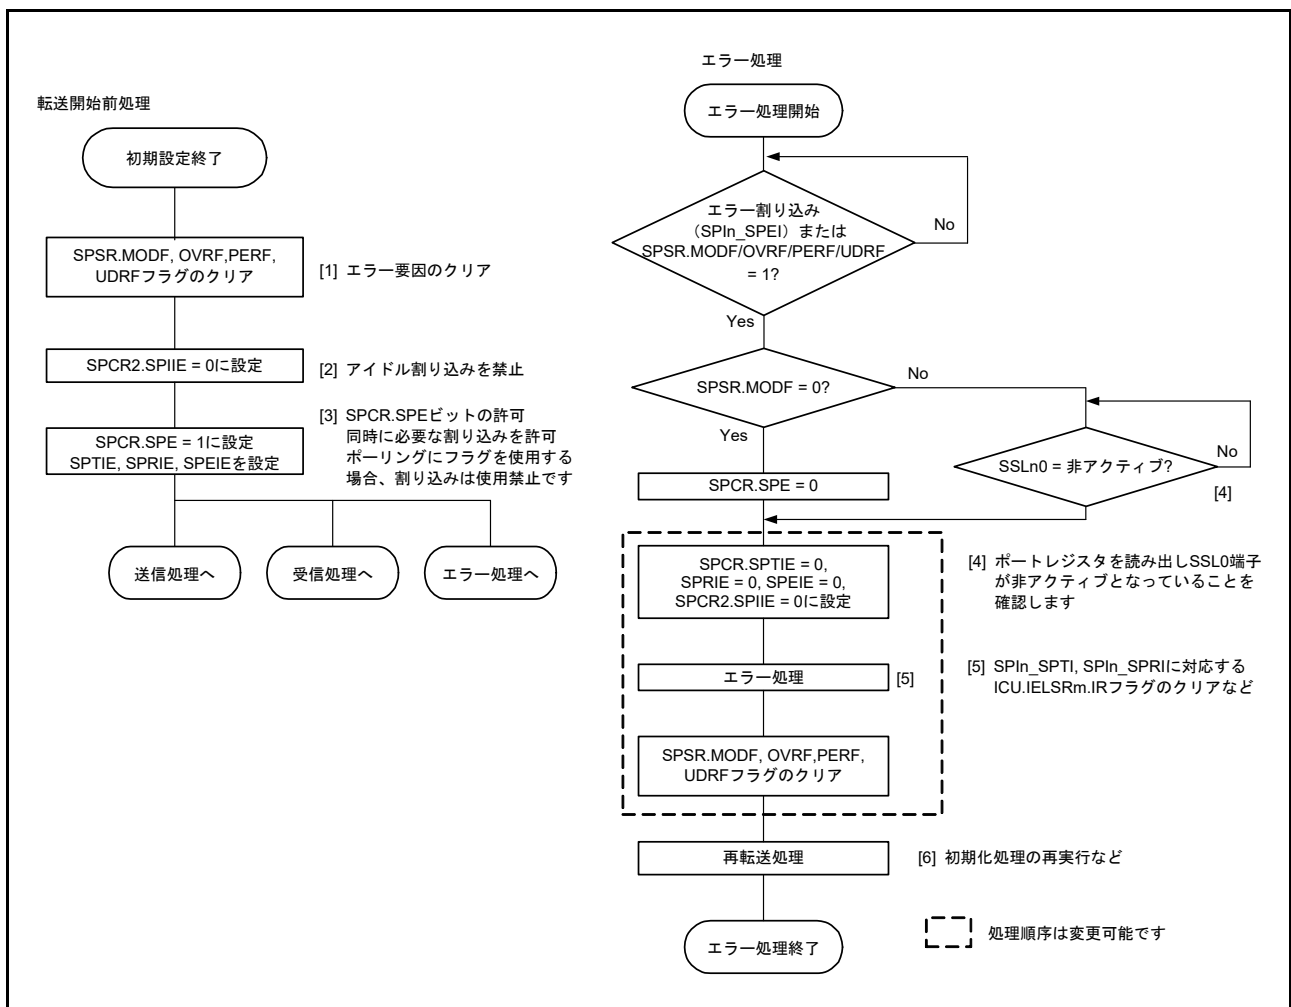 転送開始前処理
初期設定終了
SPSR.MODF, OVRF,PERF,
UDRFフラグのクリア
[1] エラー要因のクリア
SPCR2.SPIIE = 0に設定
[2] アイドル割り込みを禁止
SPCR.SPE = 1に設定
SPTIE, SPRIE, SPEIEを設定
[3] SPCR.SPEビットの許可
同時に必要な割り込みを許可
ポーリングにフラグを使用する
場合、割り込みは使用禁止です
送信処理へ
受信処理へ
エラー処理へ
エラー処理
エラー処理開始
エラー割り込み
（SPIn_SPEI）または
SPSR.MODF/OVRF/PERF/UDRF
= 1?
No
Yes
SPSR.MODF = 0?
No
Yes
SSLn0 = 非アクティブ?
No
[4]
SPCR.SPE = 0
SPCR.SPTIE = 0,
SPRIE = 0, SPEIE = 0,
SPCR2.SPIIE = 0に設定
[4] ポートレジスタを読み出しSSL0端子
が非アクティブとなっていることを
確認します
エラー処理
[5]
[5] SPIn_SPTI, SPIn_SPRIに対応する
ICU.IELSRm.IRフラグのクリアなど
SPSR.MODF, OVRF,PERF,
UDRFフラグのクリア
再転送処理
[6] 初期化処理の再実行など
エラー処理終了
処理順序は変更可能です